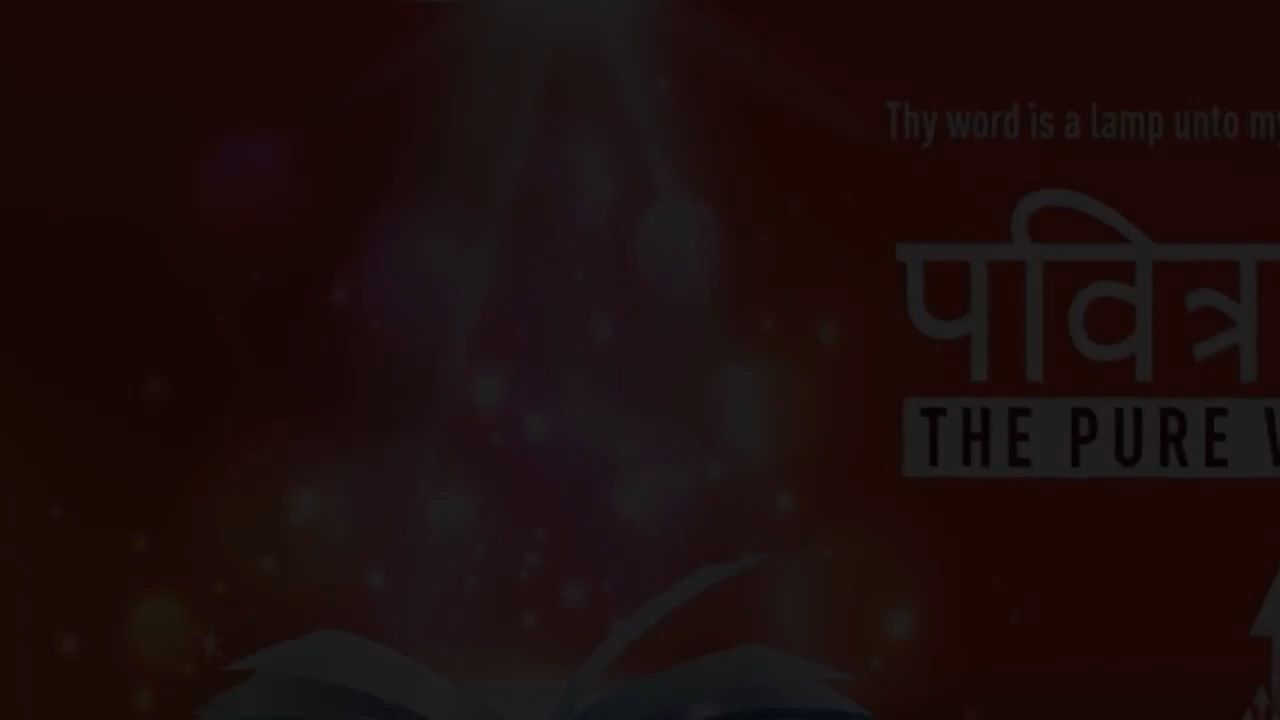 Thy word is a lamp unto
पवित्र
THE PURE